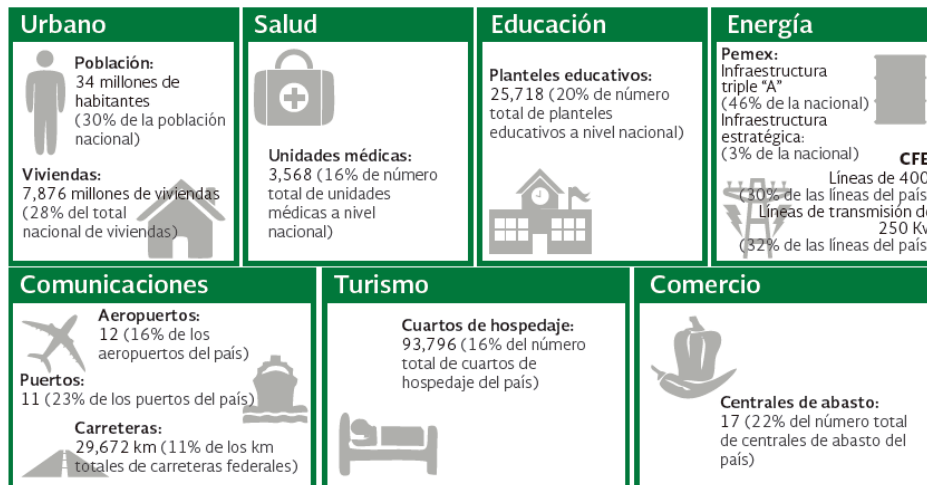 Urbano
Población:
34 millones de
habitantes
(30% de la población
nacional)
Viviendas:
7,876 millones de viviendas
(28% del total
nacional de viviendas)
Salud
Unidades médicas:
3,568 (16% de número
total de unidades
médicas a nivel
nacional)
Educación
Planteles educativos:
25,718 (20% de número
total de planteles
educativos a nivel nacional)
Energía
Pemex:
Infraestructura
triple “A”
(46% de la nacional)
Infraestructura
estratégica:
(3% de la nacional)
CFE
Líneas de 400
(30% de las líneas del país
Líneas de transmisión de
250 Kv
(32% de las líneas del país
Comunicaciones
Aeropuertos:
12 (16% de los
aeropuertos del país)
Puertos:
11 (23% de los puertos del país)
Carreteras:
29,672 km (11% de los km
totales de carreteras federales)
Turismo
Cuartos de hospedaje:
93,796 (16% del número
total de cuartos de
hospedaje del país)
Comercio
Centrales de abasto:
17 (22% del número total
de centrales de abasto del
país)